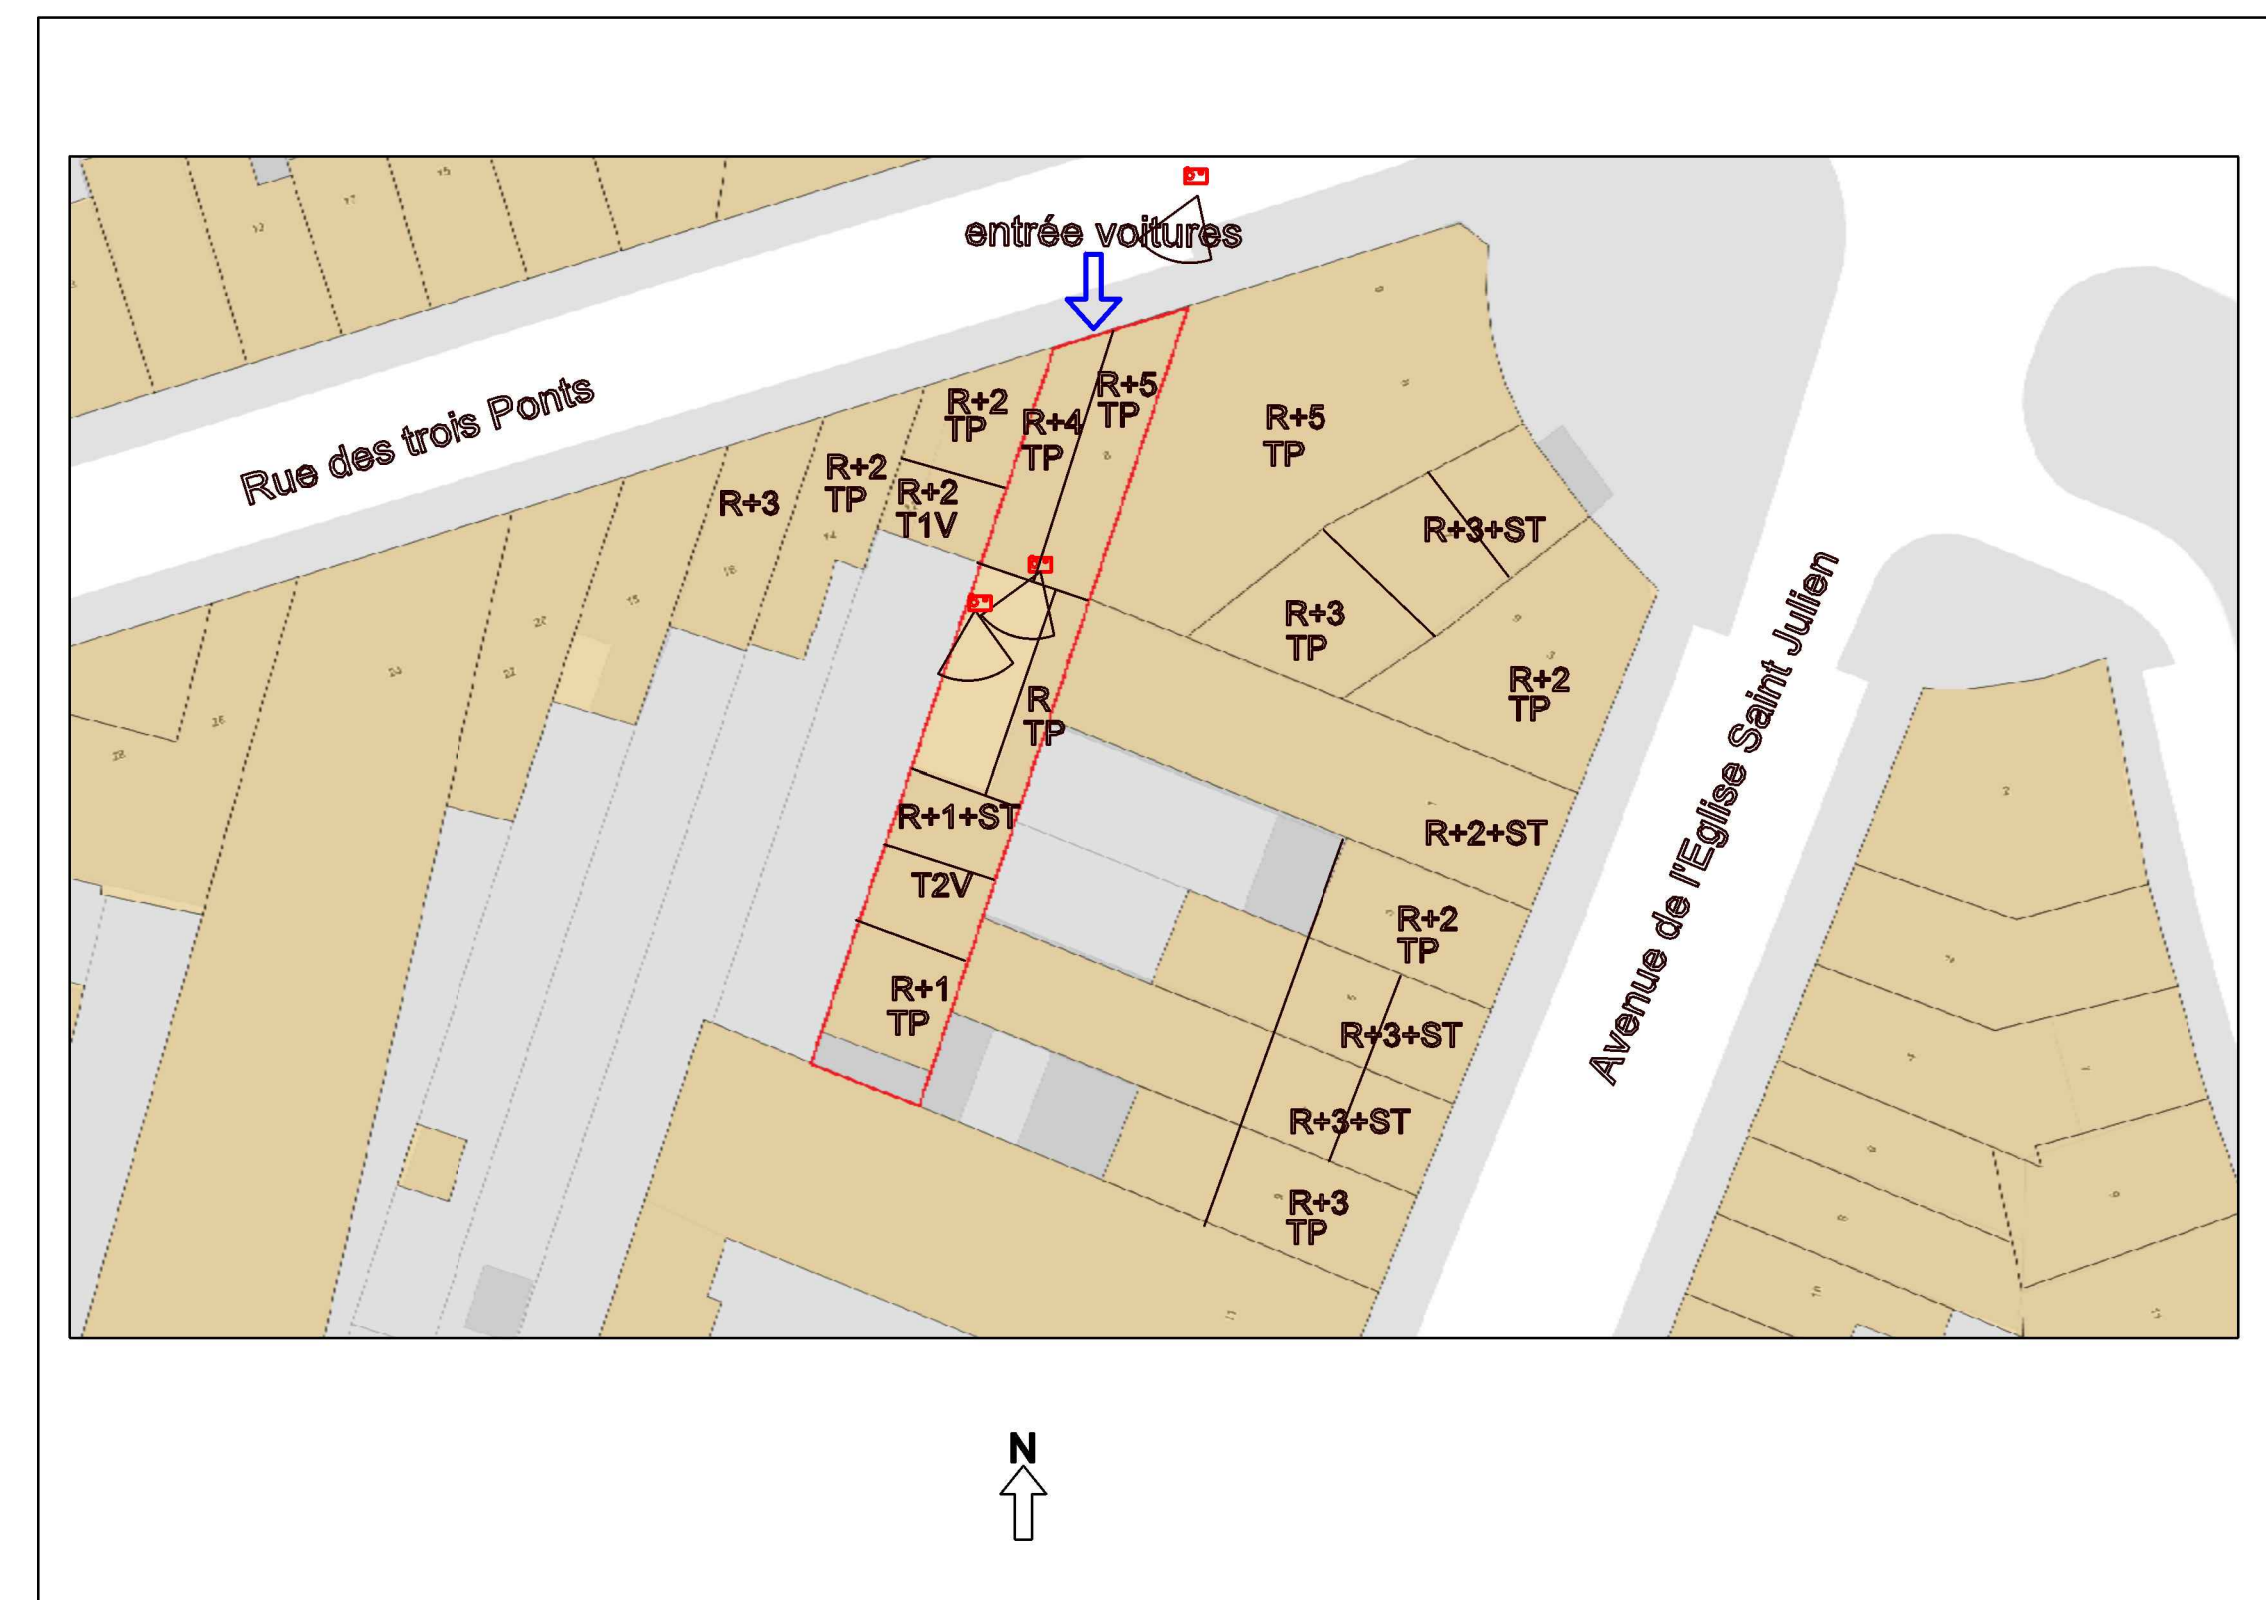 entrée voitures
Rue des trois Ponts
R+2
TP
R+5
TP
R+4
TP
R+5
TP
R+2
TP
R+3
R+2
T1V
R+3+ST
R+3
TP
R+2
TP
R
TP
Avenue de l'Eglise Saint Julien
R+1+ST
R+2+ST
T2V
R+2
TP
R+1
TP
R+3+ST
R+3+ST
R+3
TP
N